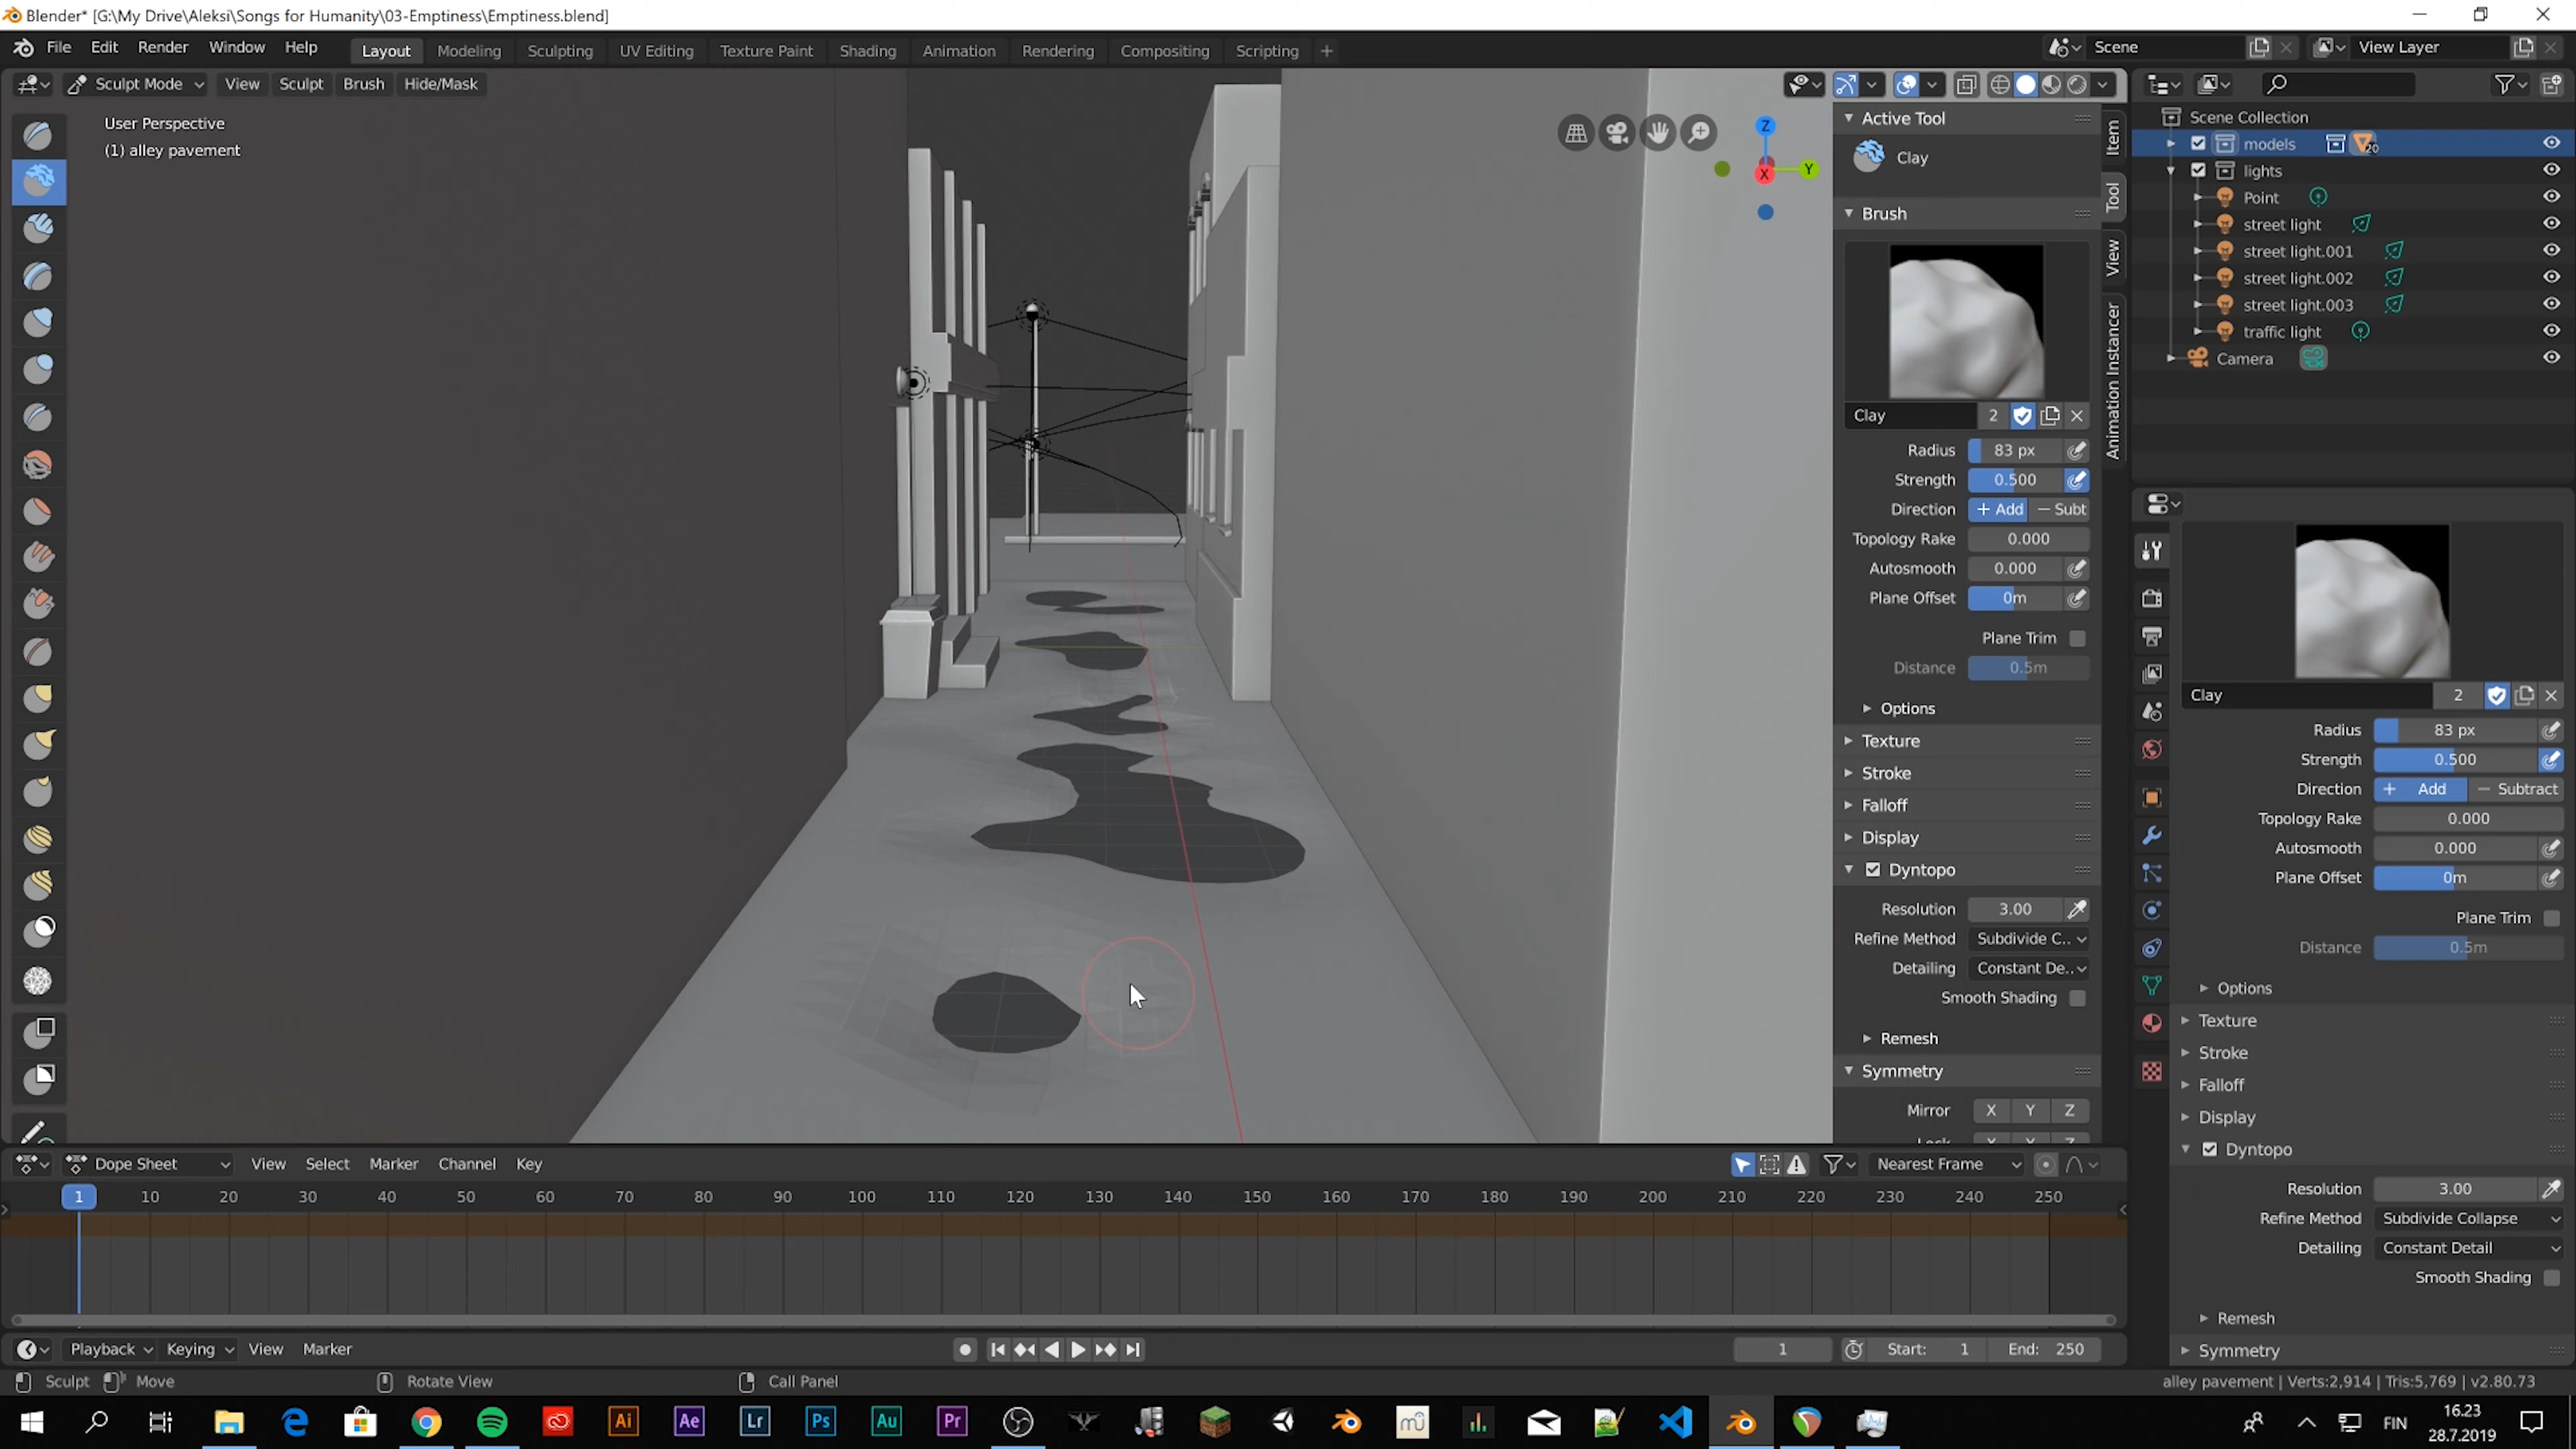 Blender* [G:\My Drive\Aleksi\Songs for Humanity\03-Emptiness\Emptiness.blend]
File Edit Render Window Help Layout Modeling Sculpting UV Editing Texture Paint Shading Animation Rendering Compositing Scripting + Scene View Layer
Sculpt Mode View Sculpt Brush Hide/Mask
User Perspective
(1) alley pavement
Z
Y
X
Active Tool
Clay
Brush
Clay 2
Radius 83 px
Strength 0.500
Direction + Add − Subt
Topology Rake 0.000
Autosmooth 0.000
Plane Offset 0m
Plane Trim
Distance 0.5m
Options
Texture
Stroke
Falloff
Display
Dyntopo
Resolution 3.00
Refine Method Subdivide C..
Detailing Constant De..
Smooth Shading
Remesh
Symmetry
Mirror X Y Z
Lock X Y Z
Item
Tool
View
Animation Instancer
Scene Collection
models 20
lights
Point
street light
street light.001
street light.002
street light.003
traffic light
Camera
Clay 2
Radius 83 px
Strength 0.500
Direction + Add − Subtract
Topology Rake 0.000
Autosmooth 0.000
Plane Offset 0m
Plane Trim
Distance 0.5m
Options
Texture
Stroke
Falloff
Display
Dyntopo
Resolution 3.00
Refine Method Subdivide Collapse
Detailing Constant Detail
Smooth Shading
Remesh
Symmetry
Dope Sheet View Select Marker Channel Key Nearest Frame
1 10 20 30 40 50 60 70 80 90 100 110 120 130 140 150 160 170 180 190 200 210 220 230 240 250
Playback Keying View Marker 1 Start: 1 End: 250
Sculpt Move Rotate View Call Panel alley pavement | Verts:2,914 | Tris:5,769 | v2.80.73
Ai Ae Lr Ps Au Pr mü FIN 16.23
28.7.2019